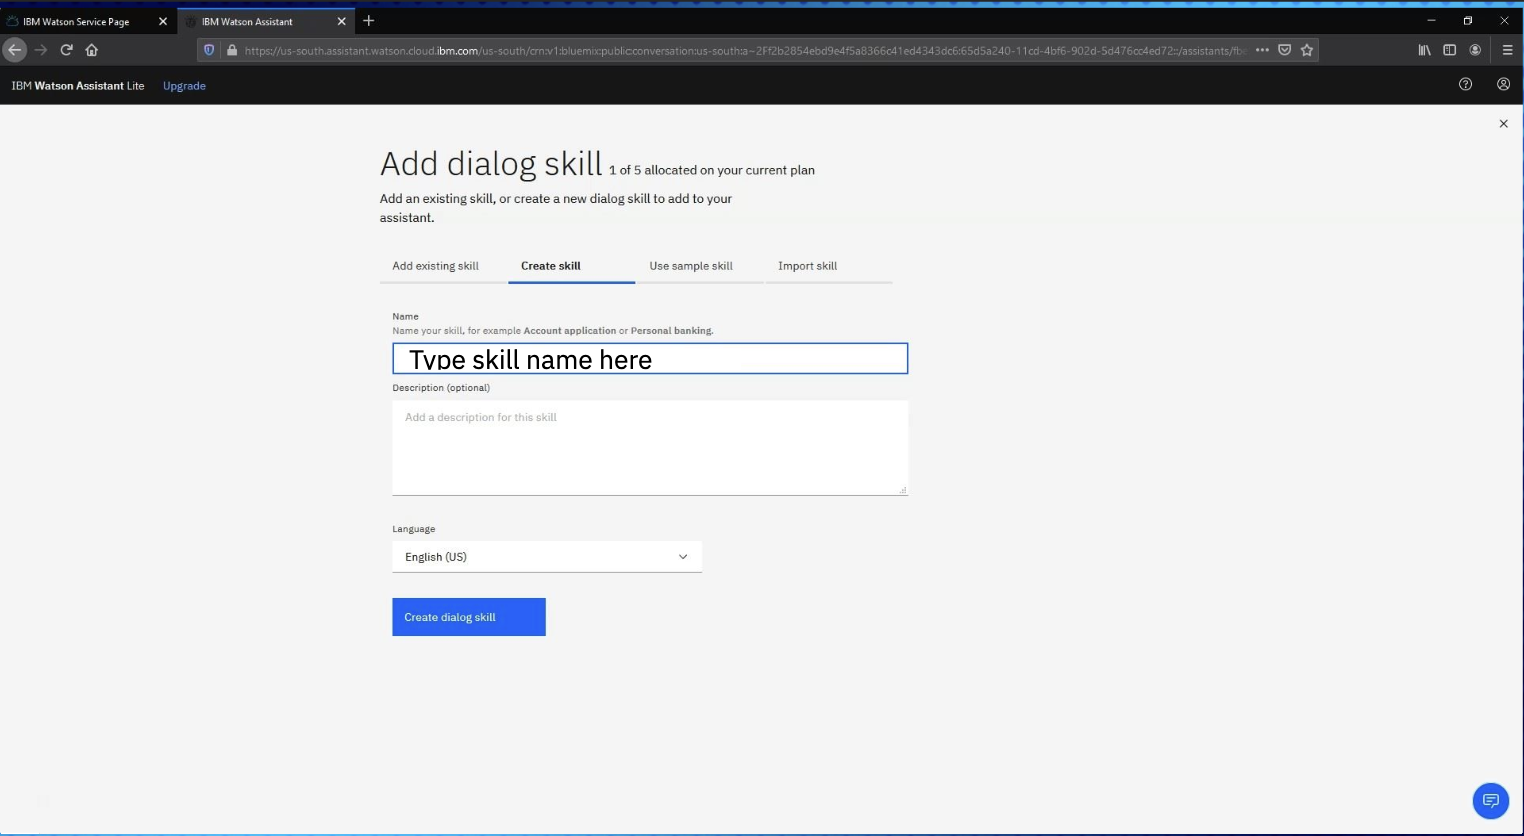 IBM Watson Service Page
IBM Watson Assistant
https://us-south.assistant.watson.cloud.ibm.com/us-south/crn:v1:bluemix:public:conversation:us-south:a~2Ff2b2854ebd9e4f5a8366c41ed4343dc6:65d5a240-11cd-4bf6-902d-5d476cc4ed72::/assistants/fb
IBM Watson Assistant Lite Upgrade
Add dialog skill 1 of 5 allocated on your current plan
Add an existing skill, or create a new dialog skill to add to your
assistant.
Add existing skill Create skill Use sample skill Import skill
Name
Name your skill, for example Account application or Personal banking.
Type skill name here
Description (optional)
Add a description for this skill
Language
English (US)
Create dialog skill